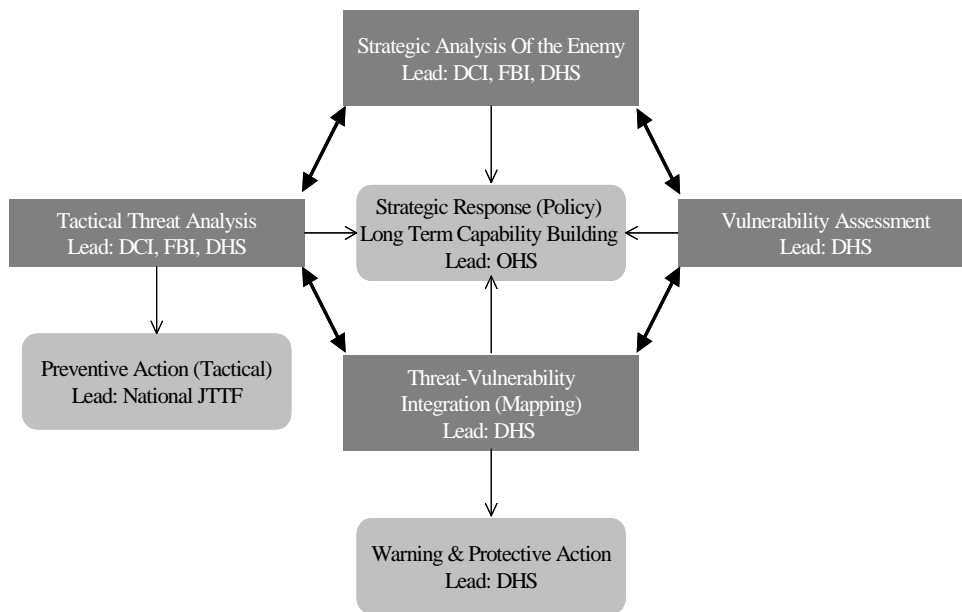 Strategic Analysis Of the Enemy
Lead: DCI, FBI, DHS
Tactical Threat Analysis
Lead: DCI, FBI, DHS
Strategic Response (Policy)
Long Term Capability Building
Lead: OHS
Vulnerability Assessment
Lead: DHS
Preventive Action (Tactical)
Lead: National JTTF
Threat-Vulnerability
Integration (Mapping)
Lead: DHS
Warning & Protective Action
Lead: DHS